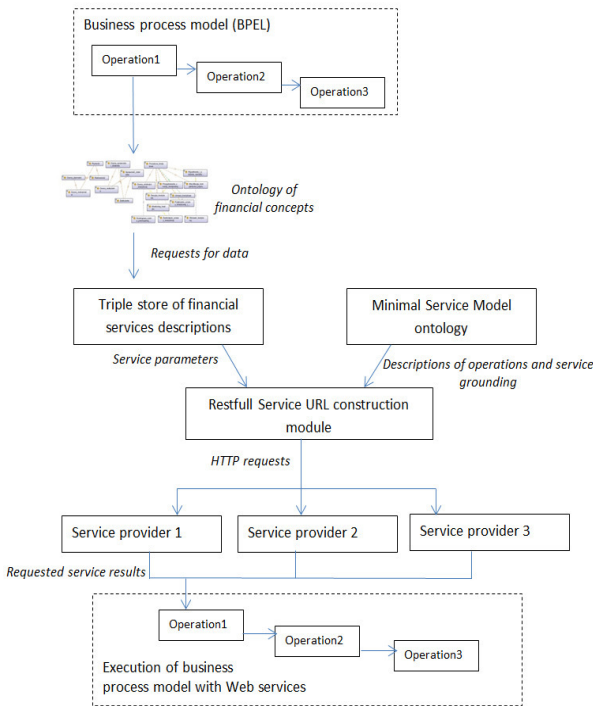 Business process model (BPEL)
Operation1
Operation2
Operation3
Ontology of
financial concepts
Requests for data
Triple store of financial
services descriptions
Minimal Service Model
ontology
Service parameters
Descriptions of operations and service
grounding
Restfull Service URL construction
module
HTTP requests
Service provider 1
Service provider 2
Service provider 3
Requested service results
Operation1
Operation2
Operation3
Execution of business
process model with Web services